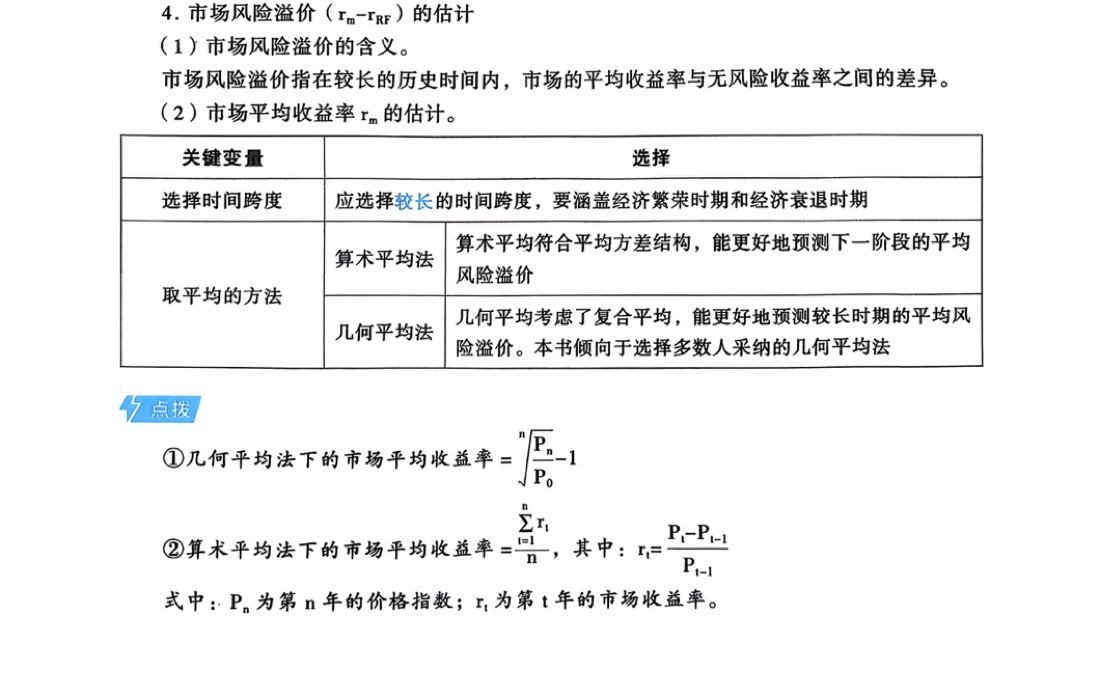 4. 市场风险溢价（rm-rRF）的估计
（1）市场风险溢价的含义。
市场风险溢价指在较长的历史时间内，市场的平均收益率与无风险收益率之间的差异。
（2）市场平均收益率 rm 的估计。
关键变量 选择
选择时间跨度 应选择较长的时间跨度，要涵盖经济繁荣时期和经济衰退时期
取平均的方法
算术平均法
算术平均符合平均方差结构，能更好地预测下一阶段的平均
风险溢价
几何平均法
几何平均考虑了复合平均，能更好地预测较长时期的平均风
险溢价。本书倾向于选择多数人采纳的几何平均法
点拨
①几何平均法下的市场平均收益率=ⁿ√(Pn/P0)-1
②算术平均法下的市场平均收益率=∑(t=1→n)rt/n，其中：rt=(Pt-Pt-1)/Pt-1
式中：Pn 为第 n 年的价格指数；rt 为第 t 年的市场收益率。